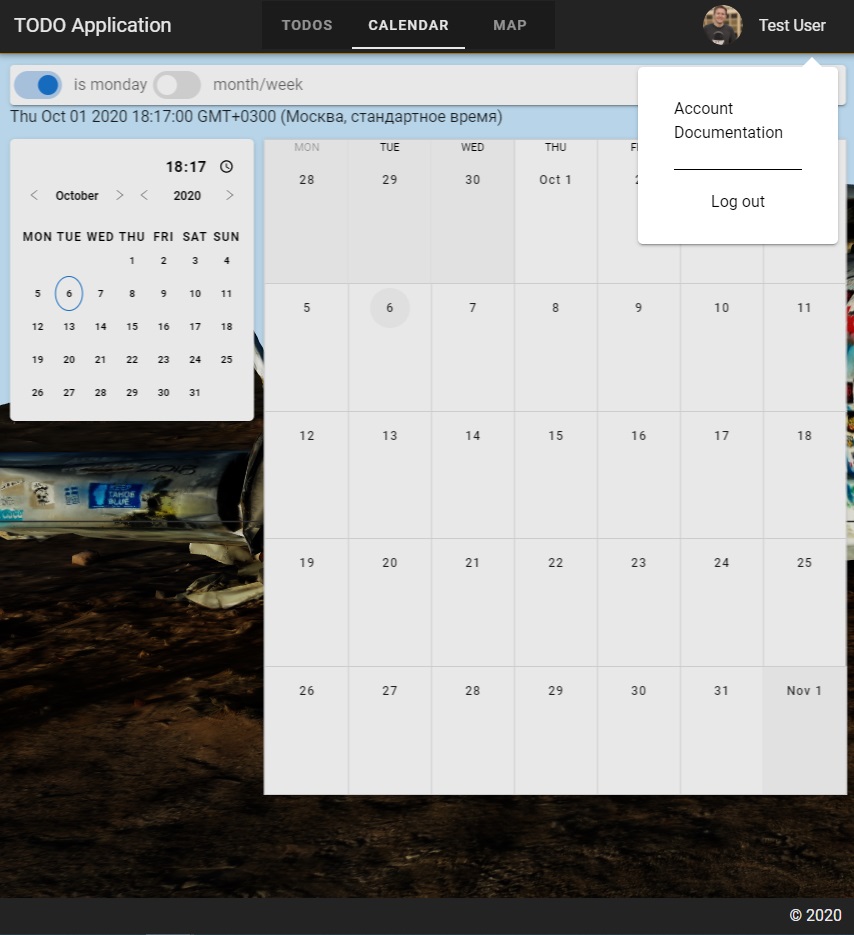 TODO Application
TODOS CALENDAR MAP
Test User
is monday month/week
Account
Documentation
Log out
Thu Oct 01 2020 18:17:00 GMT+0300 (Москва, стандартное время)
18:17
< October > < 2020 >
MON TUE WED THU FRI SAT SUN
1 2 3 4
5 6 7 8 9 10 11
12 13 14 15 16 17 18
19 20 21 22 23 24 25
26 27 28 29 30 31
MON TUE WED THU
28 29 30 Oct 1
5 6 7 8 9 10 11
12 13 14 15 16 17 18
19 20 21 22 23 24 25
26 27 28 29 30 31 Nov 1
KEEP
TAHOE
BLUE
© 2020